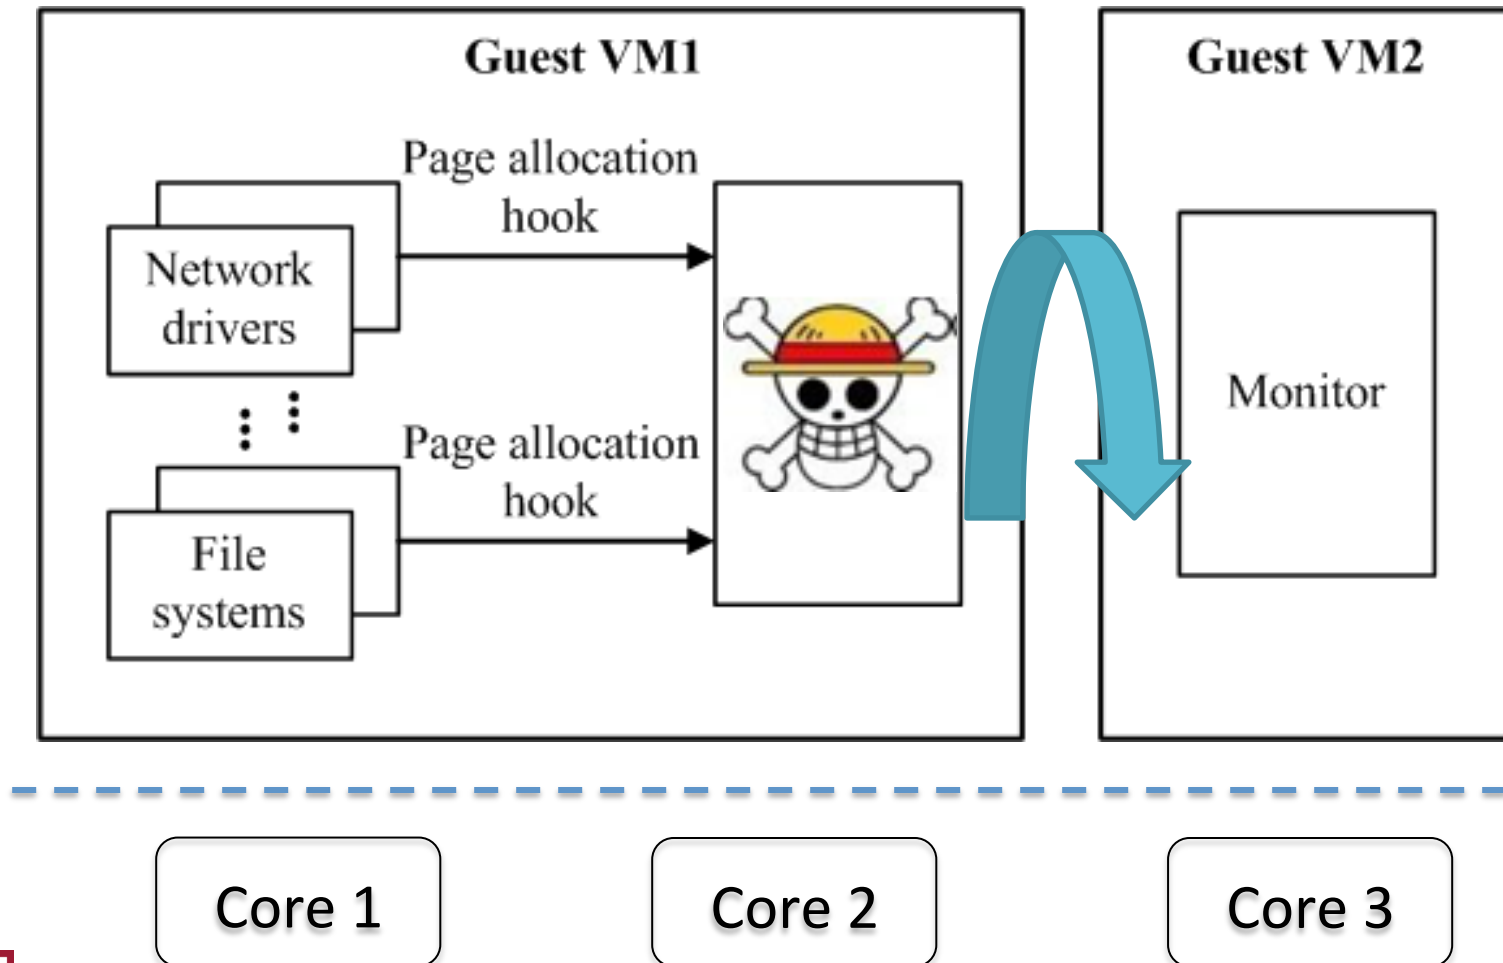 Guest VM1
Guest VM2
Page allocation
hook
Network
drivers
Page allocation
hook
File
systems
Monitor
Core 1
Core 2
Core 3